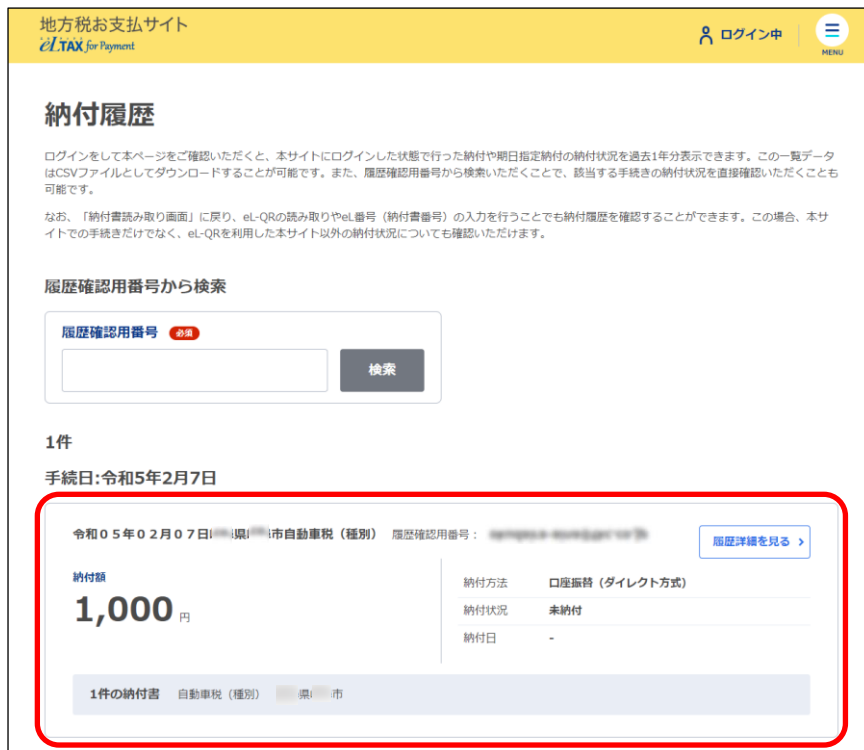 地方税お支払サイト
eLTAX for Payment
ログイン中
MENU
納付履歴
ログインをして本ページをご確認いただくと、本サイトにログインした状態で行った納付や期日指定納付の納付状況を過去1年分表示できます。この一覧データ
はCSVファイルとしてダウンロードすることが可能です。また、履歴確認用番号から検索いただくことで、該当する手続きの納付状況を直接確認いただくことも
可能です。
なお、「納付書読み取り画面」に戻り、eL-QRの読み取りやeL番号（納付書番号）の入力を行うことでも納付履歴を確認することができます。この場合、本サ
イトでの手続きだけでなく、eL-QRを利用した本サイト以外の納付状況についても確認いただけます。
履歴確認用番号から検索
履歴確認用番号 必須
検索
1件
手続日:令和5年2月7日
令和０５年０２月０７日 県 市自動車税（種別） 履歴確認用番号：
履歴詳細を見る
納付額
1,000 円
納付方法 口座振替（ダイレクト方式）
納付状況 未納付
納付日 -
1件の納付書 自動車税（種別） 県 市